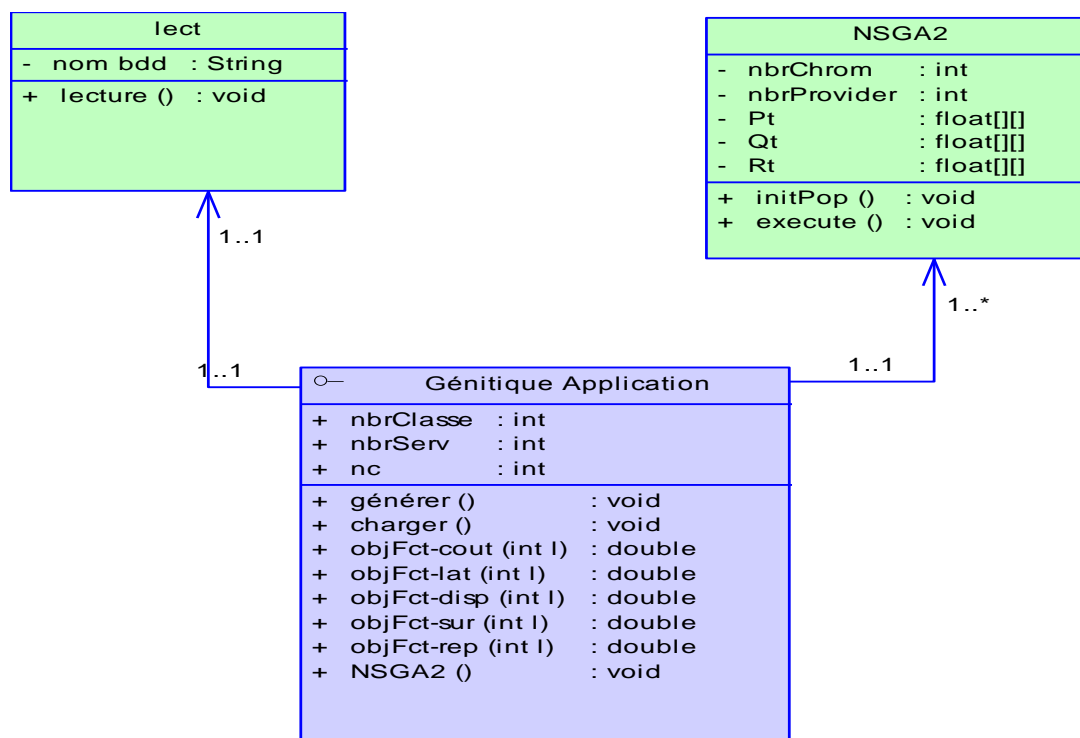 lect
- nom bdd : String
+ lecture () : void
NSGA2
- nbrChrom : int
- nbrProvider : int
- Pt : float[][]
- Qt : float[][]
- Rt : float[][]
+ initPop () : void
+ execute () : void
1..1
1..*
1..1
1..1
Génitique Application
+ nbrClasse : int
+ nbrServ : int
+ nc : int
+ générer () : void
+ charger () : void
+ objFct-cout (int l) : double
+ objFct-lat (int l) : double
+ objFct-disp (int l) : double
+ objFct-sur (int l) : double
+ objFct-rep (int l) : double
+ NSGA2 () : void